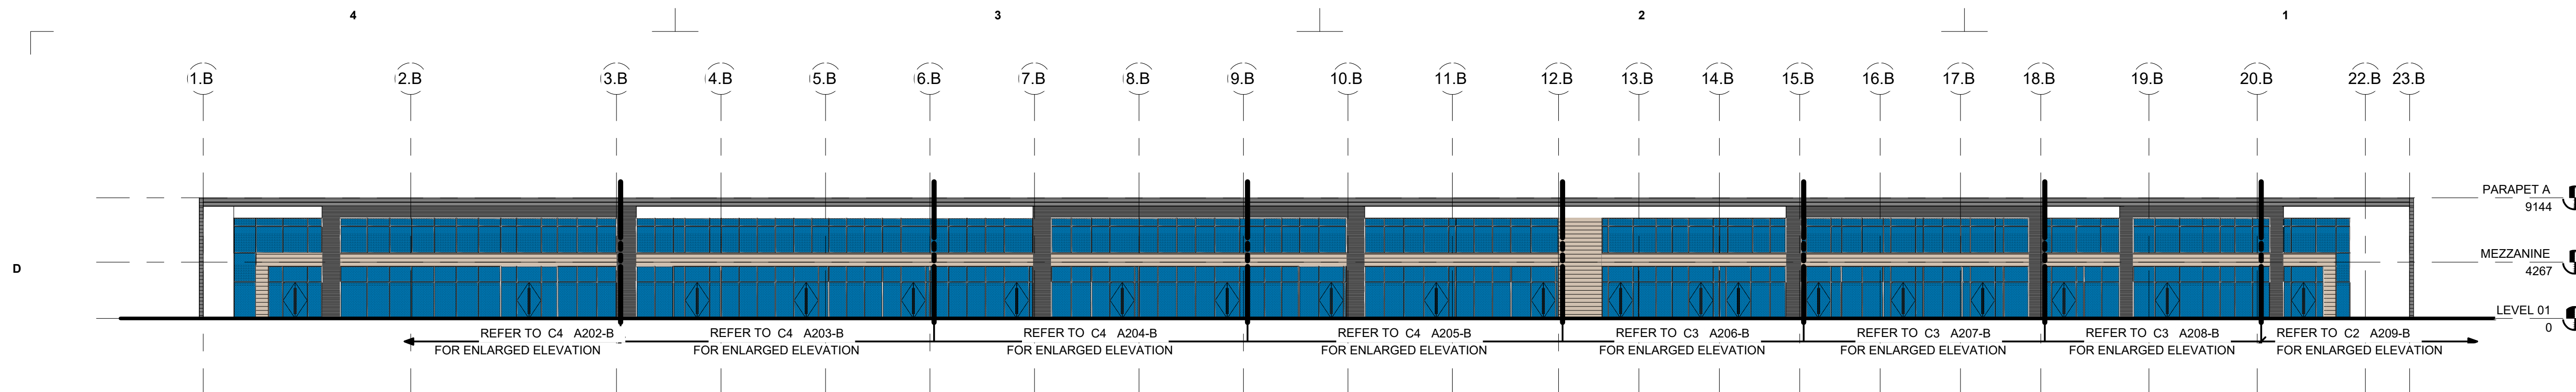 4 3 2 1
1.B 2.B 3.B 4.B 5.B 6.B 7.B 8.B 9.B 10.B 11.B 12.B 13.B 14.B 15.B 16.B 17.B 18.B 19.B 20.B 22.B 23.B
PARAPET A
9144
D
MEZZANINE
4267
LEVEL 01
0
REFER TO C4 A202-B
FOR ENLARGED ELEVATION
REFER TO C4 A203-B
FOR ENLARGED ELEVATION
REFER TO C4 A204-B
FOR ENLARGED ELEVATION
REFER TO C4 A205-B
FOR ENLARGED ELEVATION
REFER TO C3 A206-B
FOR ENLARGED ELEVATION
REFER TO C3 A207-B
FOR ENLARGED ELEVATION
REFER TO C3 A208-B
FOR ENLARGED ELEVATION
REFER TO C2 A209-B
FOR ENLARGED ELEVATION